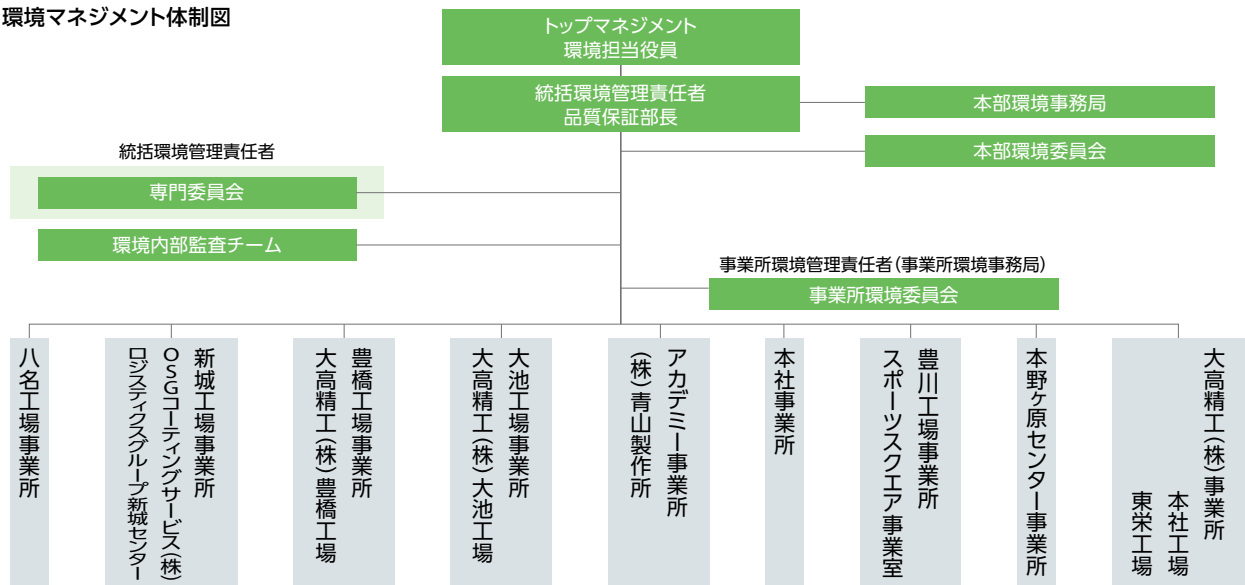 環境マネジメント体制図
トップマネジメント
環境担当役員
統括環境管理責任者
品質保証部長
本部環境事務局
本部環境委員会
統括環境管理責任者
専門委員会
環境内部監査チーム
事業所環境管理責任者(事業所環境事務局)
事業所環境委員会
八名工場事業所
新城工場事業所
OSGコーティングサービス(株)
ロジスティクスグループ新城センター
豊橋工場事業所
大高精工(株)豊橋工場
大池工場事業所
大高精工(株)大池工場
アカデミー事業所
(株)青山製作所
本社事業所
豊川工場事業所
スポーツスクエア事業室
本野ヶ原センター事業所
大高精工(株)事業所
本社工場
東栄工場